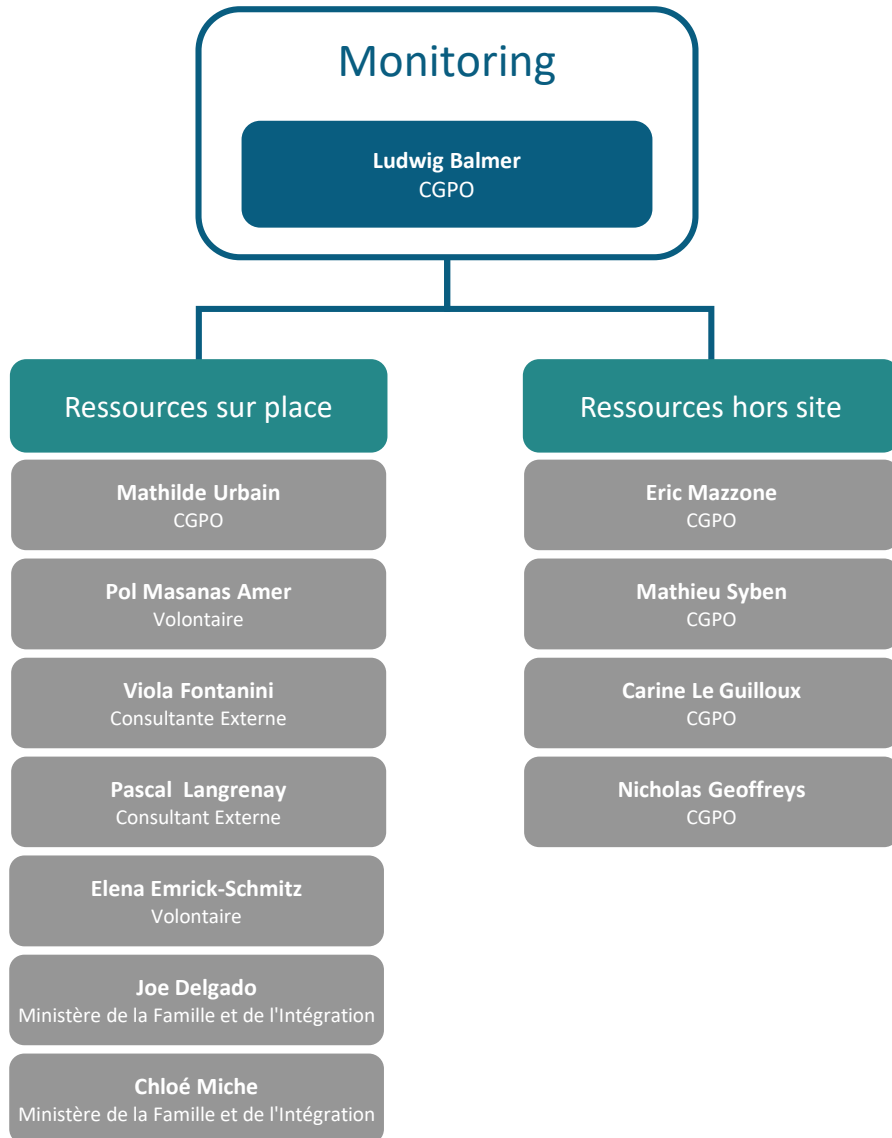 Monitoring
Ludwig Balmer
CGPO
Ressources sur place
Mathilde Urbain
CGPO
Pol Masanas Amer
Volontaire
Viola Fontanini
Consultante Externe
Pascal  Langrenay
Consultant Externe
Elena Emrick-Schmitz
Volontaire
Joe Delgado
Ministère de la Famille et de l'Intégration
Chloé Miche
Ministère de la Famille et de l'Intégration
Ressources hors site
Eric Mazzone
CGPO
Mathieu Syben
CGPO
Carine Le Guilloux
CGPO
Nicholas Geoffreys
CGPO